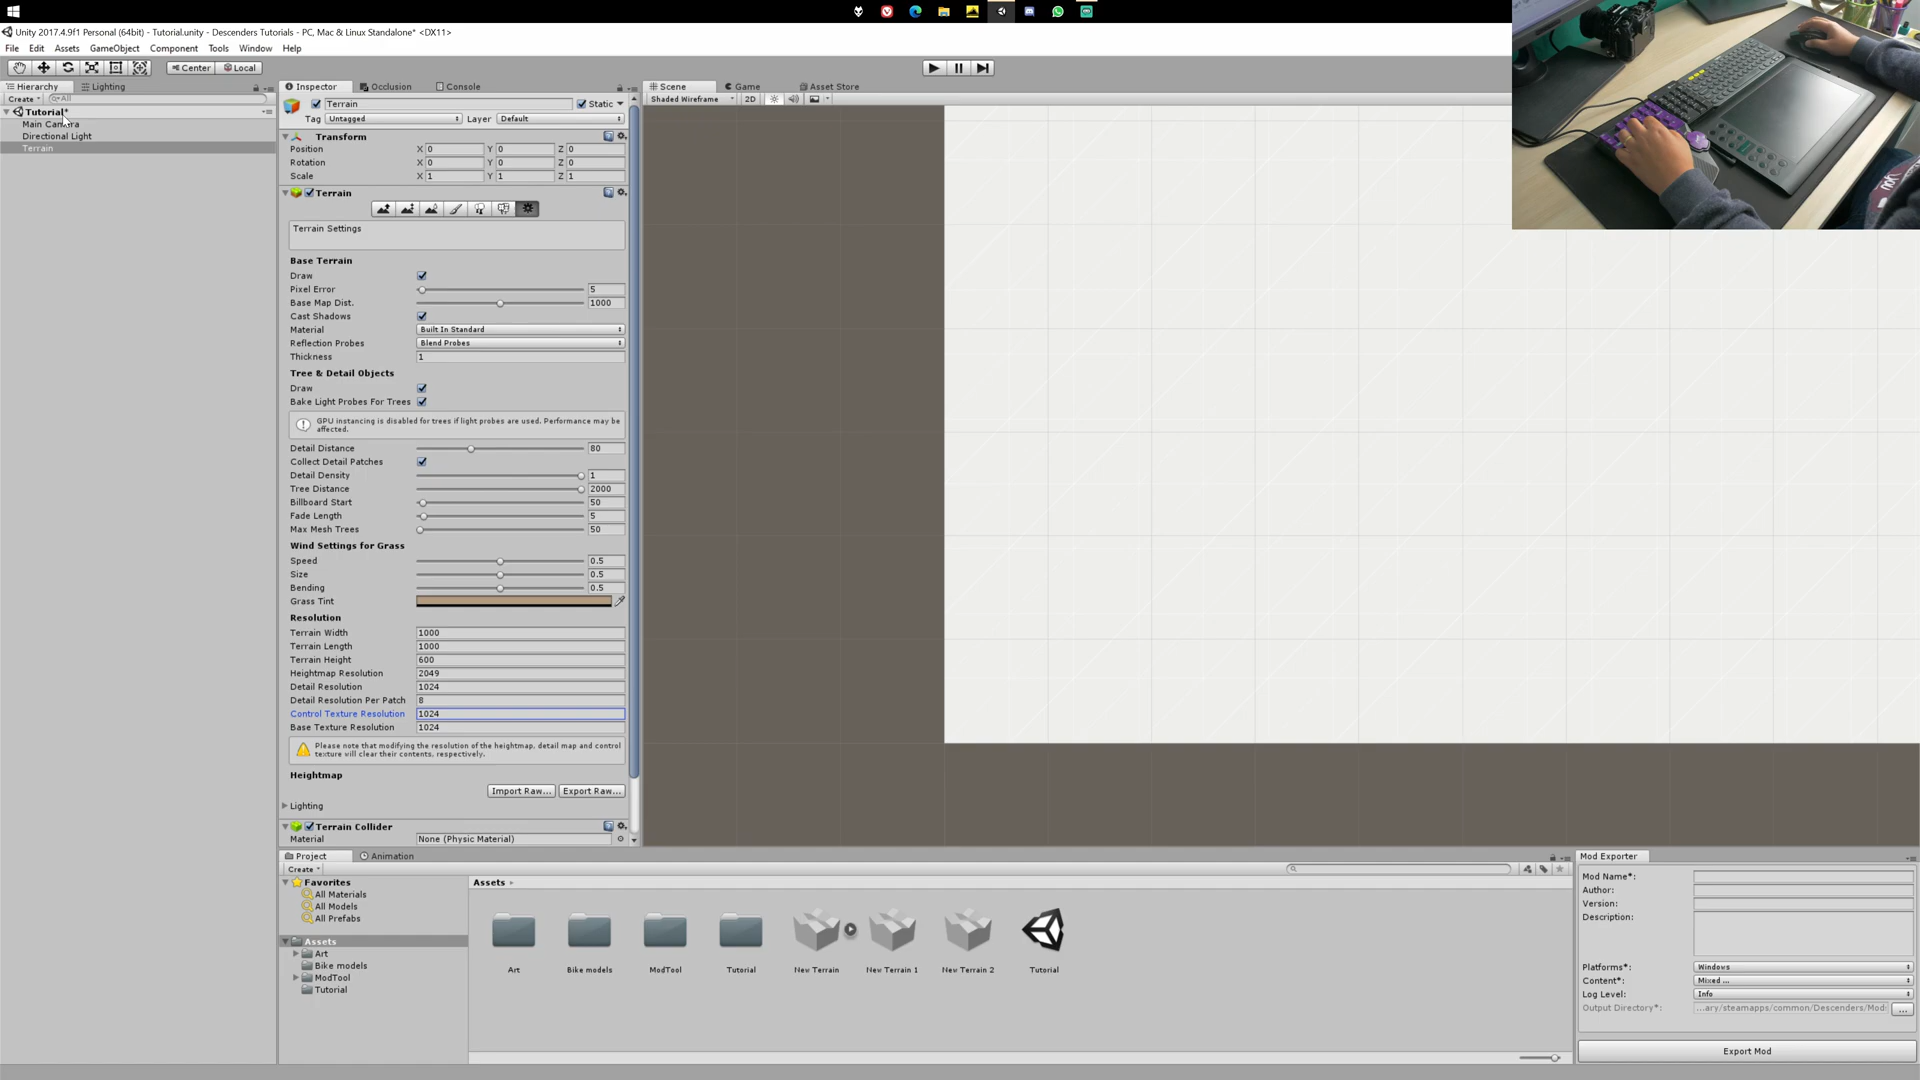 Unity 2017.4.9f1 Personal (64bit) - Tutorial.unity - Descenders Tutorials - PC, Mac & Linux Standalone* <DX11>
File Edit Assets GameObject Component Tools Window Help
Center Local
Hierarchy Lighting
Create All
Tutorial*
Main Camera
Directional Light
Terrain
Inspector Occlusion Console
Terrain Static
Tag Untagged Layer Default
Transform
Position X 0 Y 0 Z 0
Rotation X 0 Y 0 Z 0
Scale X 1 Y 1 Z 1
Terrain
Terrain Settings
Base Terrain
Draw
Pixel Error 5
Base Map Dist. 1000
Cast Shadows
Material Built In Standard
Reflection Probes Blend Probes
Thickness 1
Tree & Detail Objects
Draw
Bake Light Probes For Trees
GPU instancing is disabled for trees if light probes are used. Performance may be
affected.
Detail Distance 80
Collect Detail Patches
Detail Density 1
Tree Distance 2000
Billboard Start 50
Fade Length 5
Max Mesh Trees 50
Wind Settings for Grass
Speed 0.5
Size 0.5
Bending 0.5
Grass Tint
Resolution
Terrain Width 1000
Terrain Length 1000
Terrain Height 600
Heightmap Resolution 2049
Detail Resolution 1024
Detail Resolution Per Patch 8
Control Texture Resolution 1024
Base Texture Resolution 1024
Please note that modifying the resolution of the heightmap, detail map and control
texture will clear their contents, respectively.
Heightmap
Import Raw... Export Raw...
Lighting
Terrain Collider
Material None (Physic Material)
Scene Game Asset Store
Shaded Wireframe 2D
Project Animation
Create
Favorites
All Materials
All Models
All Prefabs
Assets
Art
Bike models
ModTool
Tutorial
Assets
Art Bike models ModTool Tutorial New Terrain New Terrain 1 New Terrain 2 Tutorial
Mod Exporter
Mod Name*:
Author:
Version:
Description:
Platforms*: Windows
Content*: Mixed ...
Log Level: Info
Output Directory*: ...ary/steamapps/common/Descenders/Mods ...
Export Mod